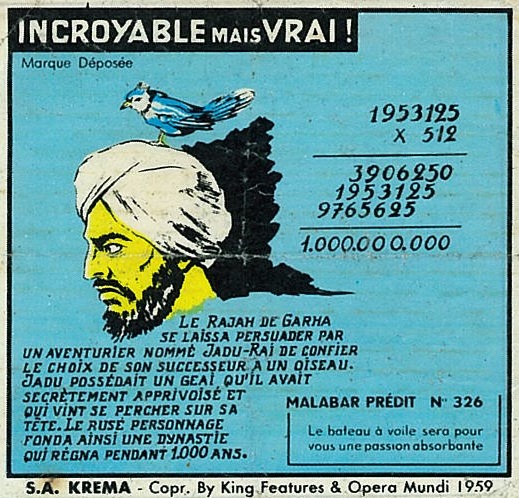 INCROYABLE MAIS VRAI !
Marque Déposée
1953125
X 512
3906250
1953125
9765625
1.000.000.000
LE RAJAH DE GARHA
SE LAISSA PERSUADER PAR
UN AVENTURIER NOMMÉ JADU-RAI DE CONFIER
LE CHOIX DE SON SUCCESSEUR A UN OISEAU.
JADU POSSÉDAIT UN GEAI QU'IL AVAIT
SECRÈTEMENT APPRIVOISÉ ET
QUI VINT SE PERCHER SUR SA
TÊTE. LE RUSÉ PERSONNAGE
FONDA AINSI UNE DYNASTIE
QUI RÉGNA PENDANT 1.000 ANS.
MALABAR PRÉDIT N° 326
Le bateau à voile sera pour
vous une passion absorbante
S.A. KREMA - Copr. By King Features & Opera Mundi 1959